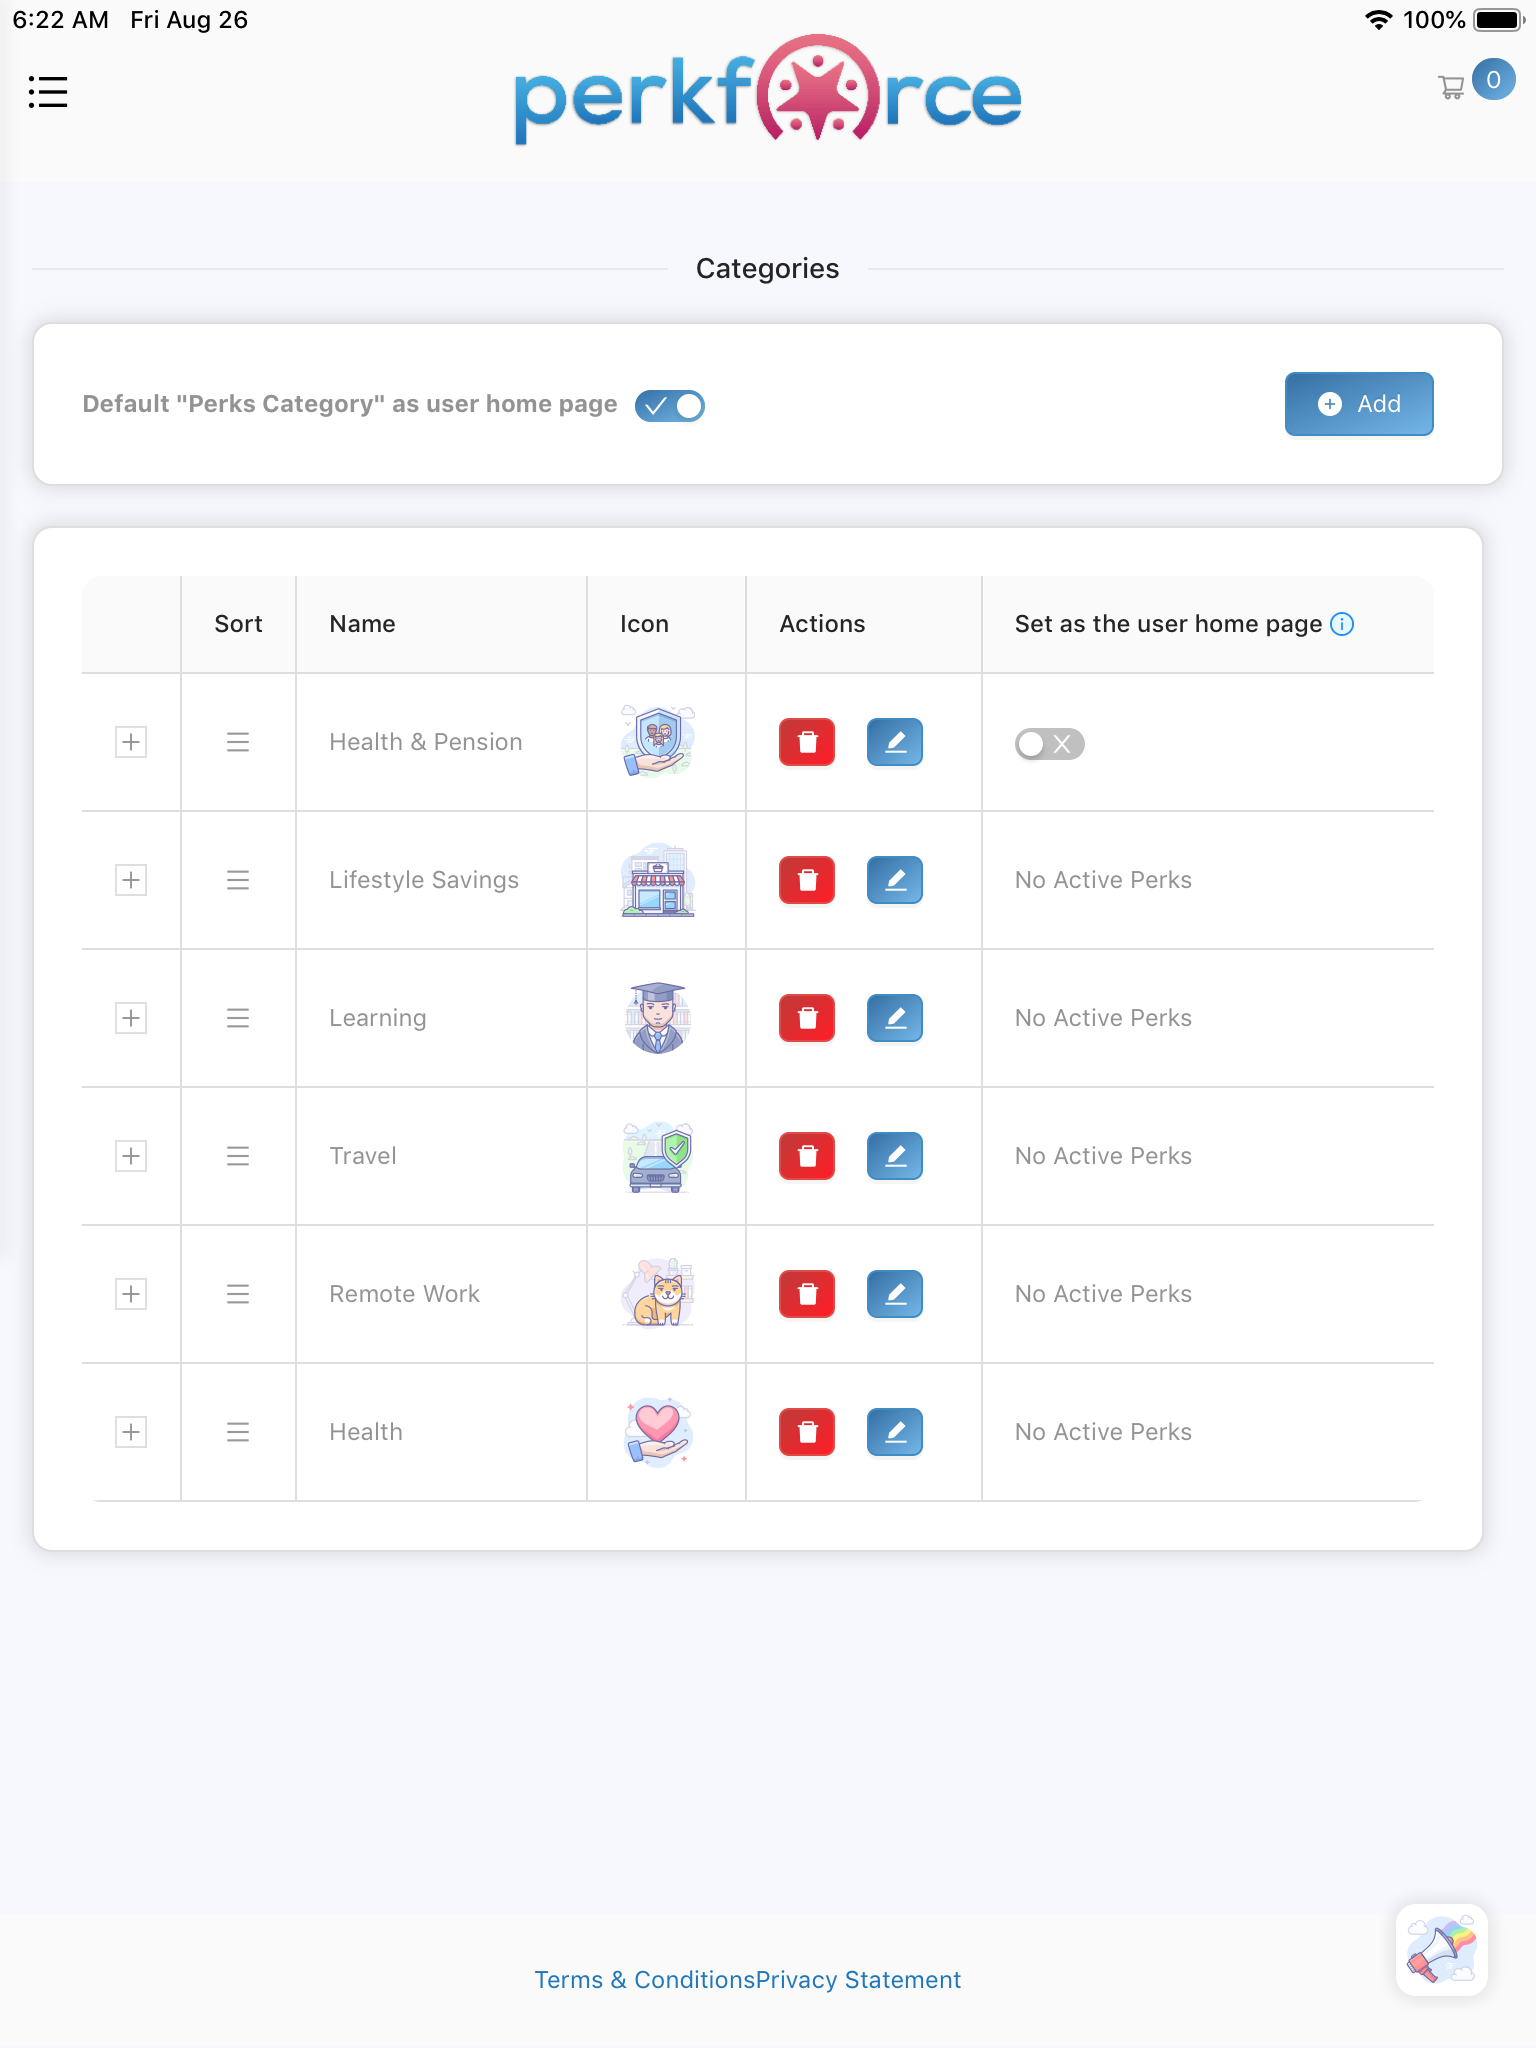 6:22 AM Fri Aug 26 100%
perkforce
0
Categories
Default "Perks Category" as user home page
Add
Sort Name Icon Actions Set as the user home page
Health & Pension
Lifestyle Savings No Active Perks
Learning No Active Perks
Travel No Active Perks
Remote Work No Active Perks
Health No Active Perks
Terms & ConditionsPrivacy Statement